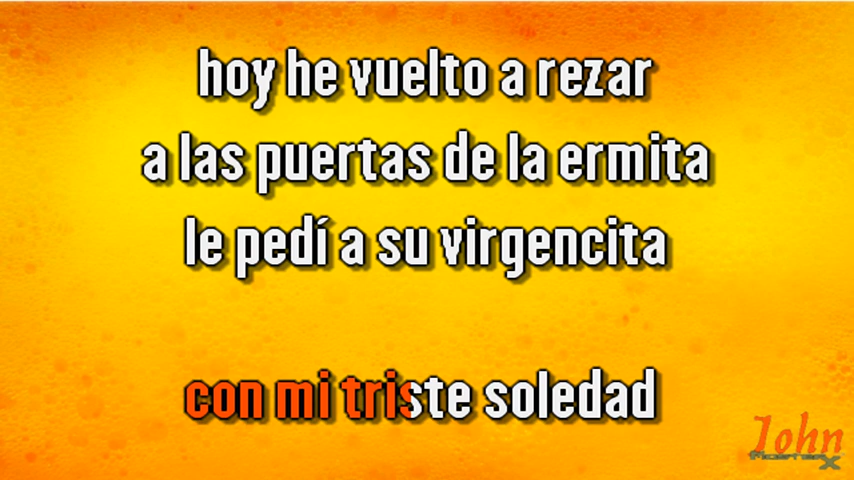 hoy he vuelto a rezar
a las puertas de la ermita
le pedí a su virgencita
con mi triste soledad
John